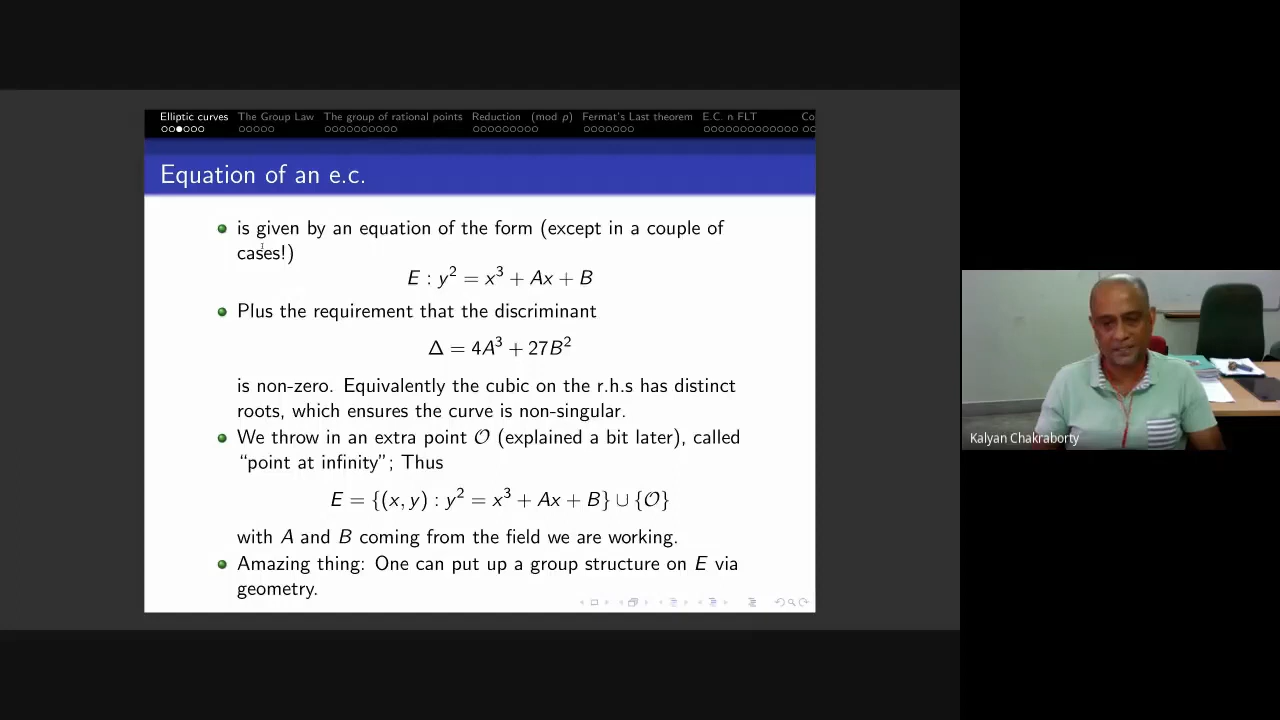 Elliptic curves The Group Law The group of rational points Reduction (mod p) Fermat's Last theorem E.C. n FLT Co
Equation of an e.c.
is given by an equation of the form (except in a couple of
cases!)
E : y² = x³ + Ax + B
Plus the requirement that the discriminant
Δ = 4A³ + 27B²
is non-zero. Equivalently the cubic on the r.h.s has distinct
roots, which ensures the curve is non-singular.
We throw in an extra point 𝒪 (explained a bit later), called
“point at infinity”; Thus
E = {(x, y) : y² = x³ + Ax + B} ∪ {𝒪}
with A and B coming from the field we are working.
Amazing thing: One can put up a group structure on E via
geometry.
Kalyan Chakraborty